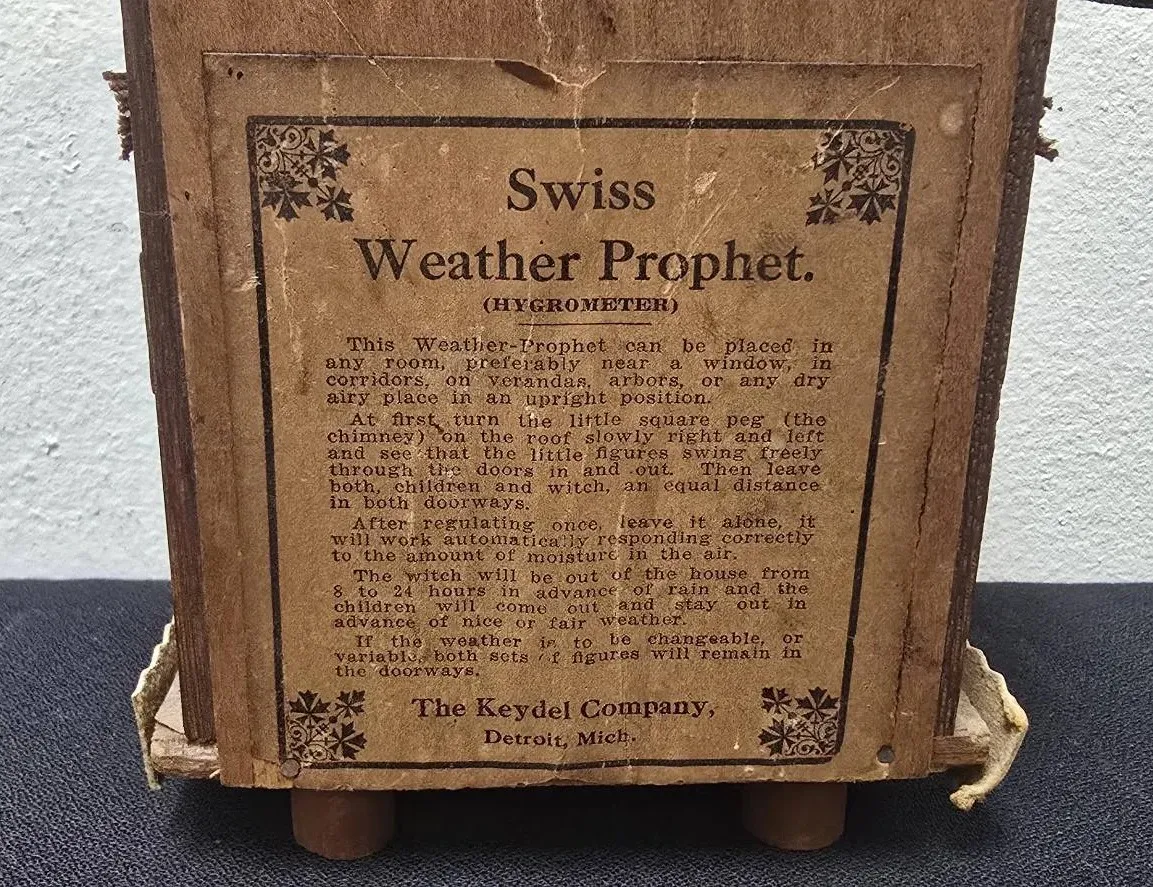 Swiss
Weather Prophet.
(HYGROMETER)
This Weather-Prophet can be placed in
any room, preferably near a window, in
corridors, on verandas, arbors, or any dry
airy place in an upright position.
At first, turn the little square peg (the
chimney) on the roof slowly right and left
and see that the little figures swing freely
through the doors in and out. Then leave
both, children and witch, an equal distance
in both doorways.
After regulating once, leave it alone, it
will work automatically responding correctly
to the amount of moisture in the air.
The witch will be out of the house from
8 to 24 hours in advance of rain and the
children will come out and stay out in
advance of nice or fair weather.
If the weather is to be changeable, or
variable, both sets of figures will remain in
the doorways.
The Keydel Company,
Detroit, Mich.